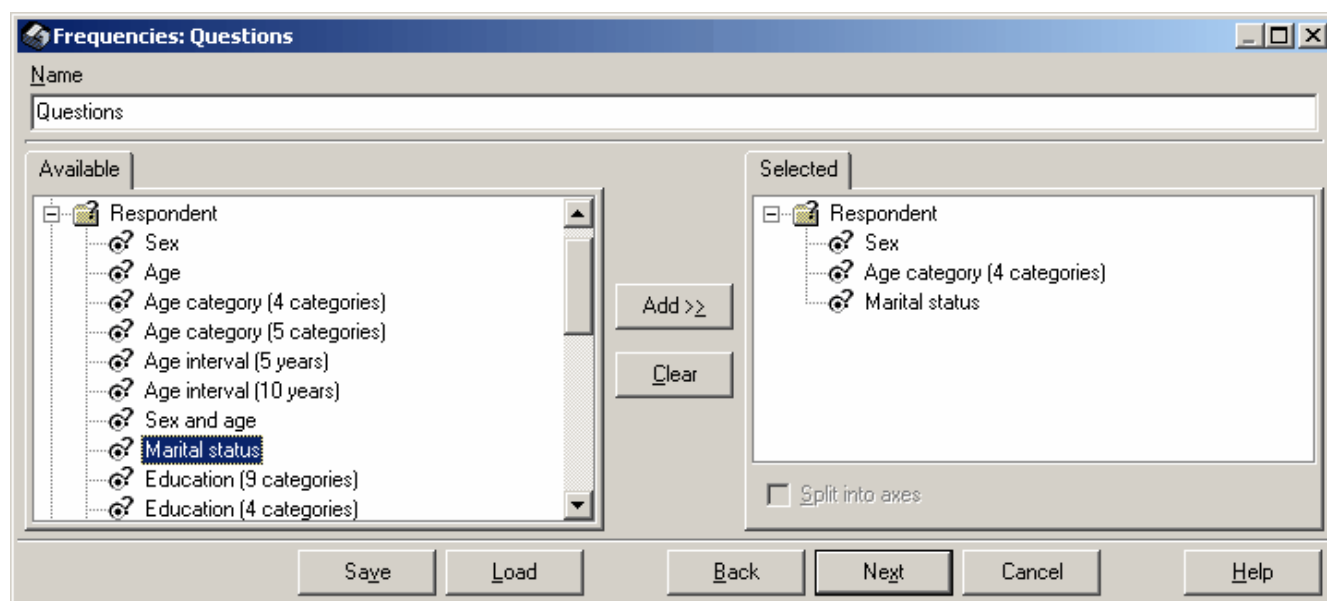 Frequencies: Questions
Name
Questions
Available
Respondent
Sex
Age
Age category (4 categories)
Age category (5 categories)
Age interval (5 years)
Age interval (10 years)
Sex and age
Marital status
Education (9 categories)
Education (4 categories)
Add >>
Clear
Selected
Respondent
Sex
Age category (4 categories)
Marital status
Split into axes
Save Load Back Next Cancel Help